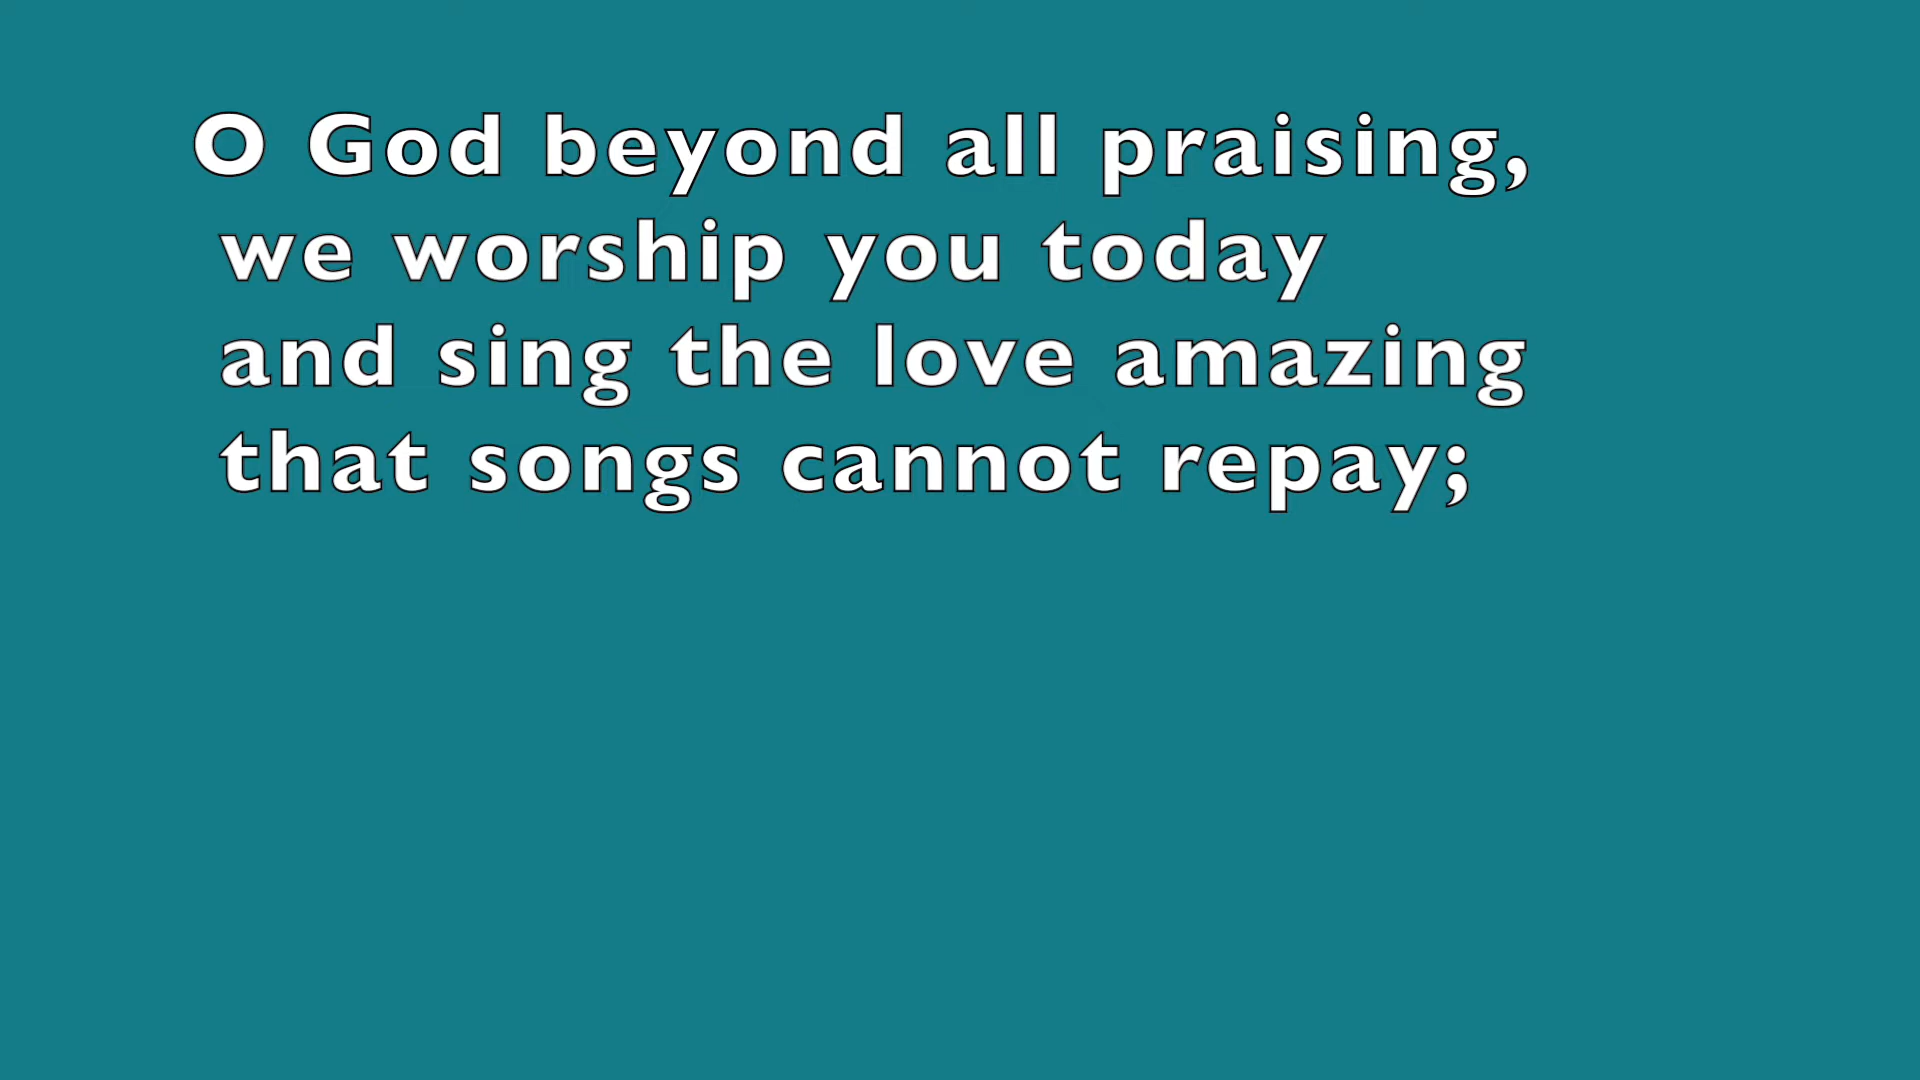 O God beyond all praising,
we worship you today
and sing the love amazing
that songs cannot repay;